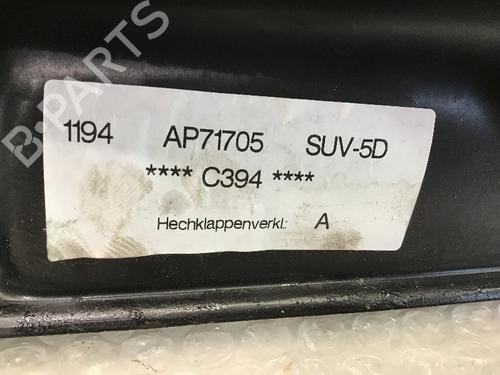 B-PARTS
1194 AP71705 SUV-5D
**** C394 ****
Hechklappenverkl.: A